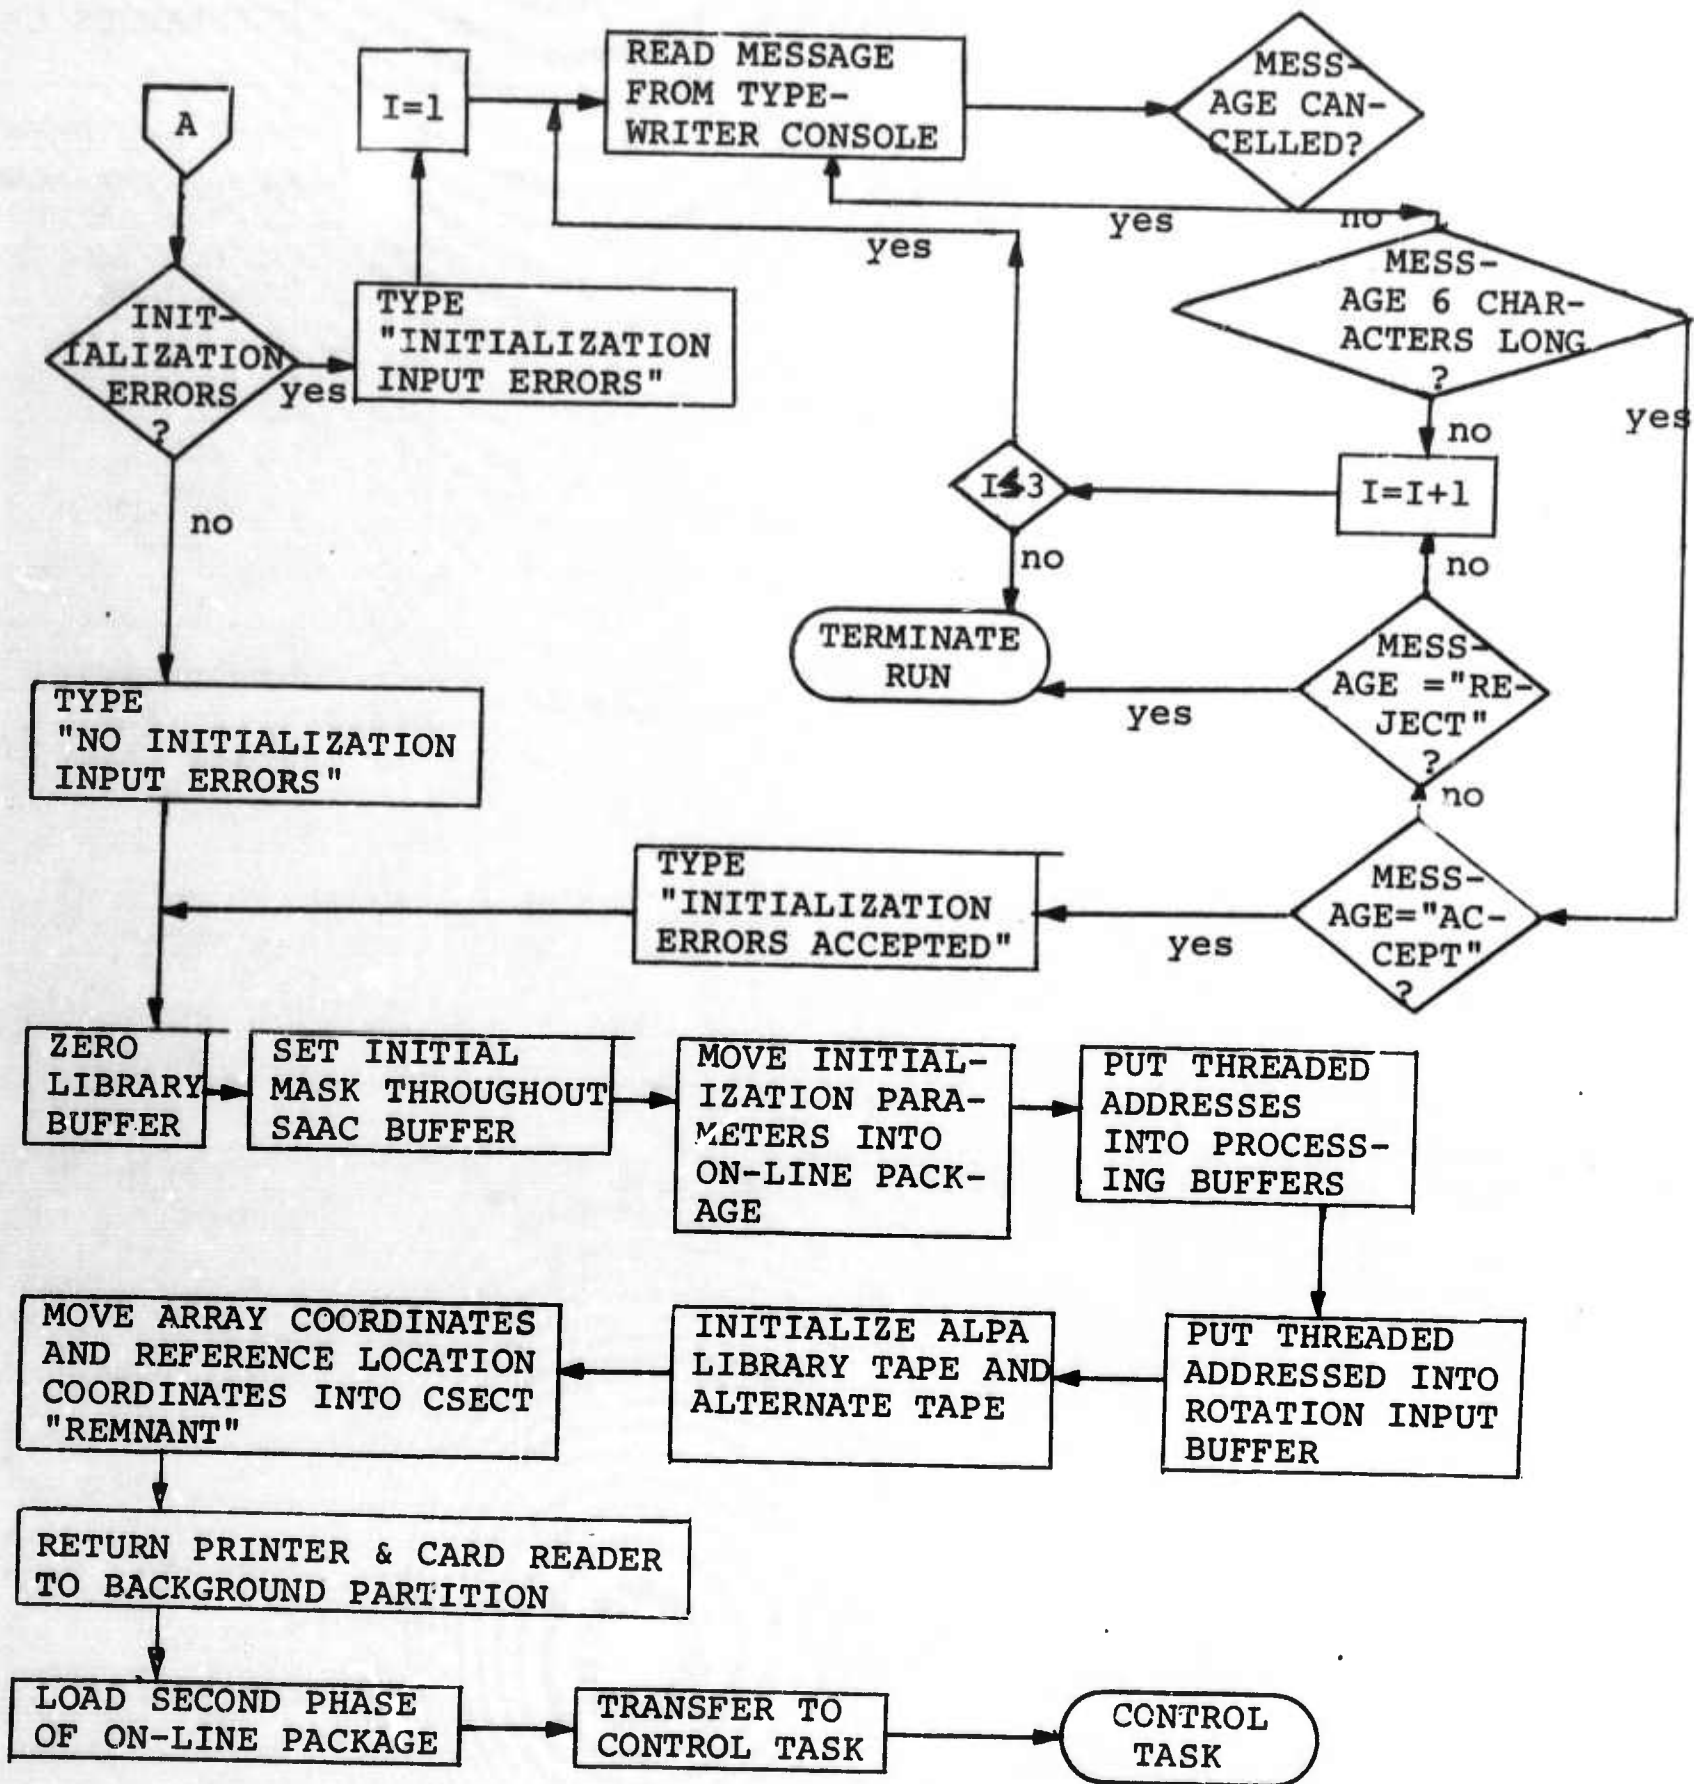 A
I=1
READ MESSAGE
FROM TYPE-
WRITER CONSOLE
MESS-
AGE CAN-
CELLED?
yes
no
yes
INIT-
IALIZATION
ERRORS
?
yes
no
TYPE
"INITIALIZATION
INPUT ERRORS"
MESS-
AGE 6 CHAR-
ACTERS LONG
?
yes
no
I≤3
no
I=I+1
no
TERMINATE
RUN
yes
MESS-
AGE ="RE-
JECT"
?
no
TYPE
"NO INITIALIZATION
INPUT ERRORS"
TYPE
"INITIALIZATION
ERRORS ACCEPTED"
yes
MESS-
AGE="AC-
CEPT"
?
ZERO
LIBRARY
BUFFER
SET INITIAL
MASK THROUGHOUT
SAAC BUFFER
MOVE INITIAL-
IZATION PARA-
METERS INTO
ON-LINE PACK-
AGE
PUT THREADED
ADDRESSES
INTO PROCESS-
ING BUFFERS
MOVE ARRAY COORDINATES
AND REFERENCE LOCATION
COORDINATES INTO CSECT
"REMNANT"
INITIALIZE ALPA
LIBRARY TAPE AND
ALTERNATE TAPE
PUT THREADED
ADDRESSED INTO
ROTATION INPUT
BUFFER
RETURN PRINTER & CARD READER
TO BACKGROUND PARTITION
LOAD SECOND PHASE
OF ON-LINE PACKAGE
TRANSFER TO
CONTROL TASK
CONTROL
TASK